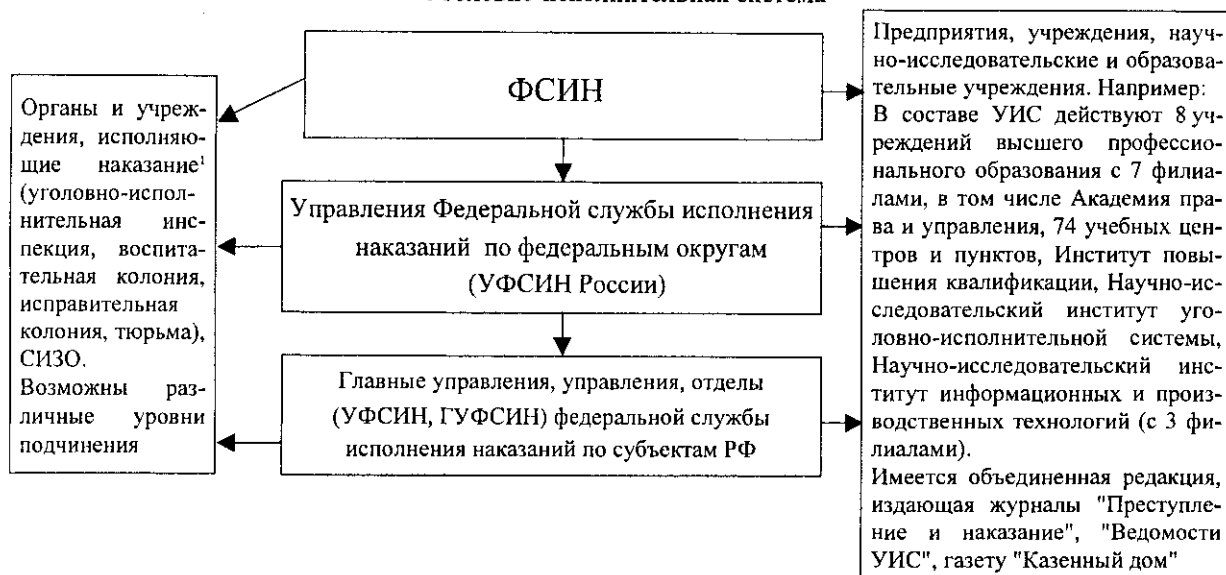 ФСИН
Органы и учреж-
дения, исполняю-
щие наказание¹
(уголовно-испол-
нительная инс-
пекция, воспита-
тельная колония,
исправительная
колония, тюрьма),
СИЗО.
Возможны раз-
личные уровни
подчинения
Управления Федеральной службы исполнения
наказаний по федеральным округам
(УФСИН России)
Главные управления, управления, отделы
(УФСИН, ГУФСИН) федеральной службы
исполнения наказаний по субъектам РФ
Предприятия, учреждения, науч-
но-исследовательские и образова-
тельные учреждения. Например:
В составе УИС действуют 8 уч-
реждений высшего профессио-
нального образования с 7 филиа-
лами, в том числе Академия пра-
ва и управления, 74 учебных цен-
тров и пунктов, Институт повы-
шения квалификации, Научно-ис-
следовательский институт уго-
ловно-исполнительной системы,
Научно-исследовательский инс-
титут информационных и произ-
водственных технологий (с 3 фи-
лиалами).
Имеется объединенная редакция,
издающая журналы "Преступле-
ние и наказание", "Ведомости
УИС", газету "Казенный дом"